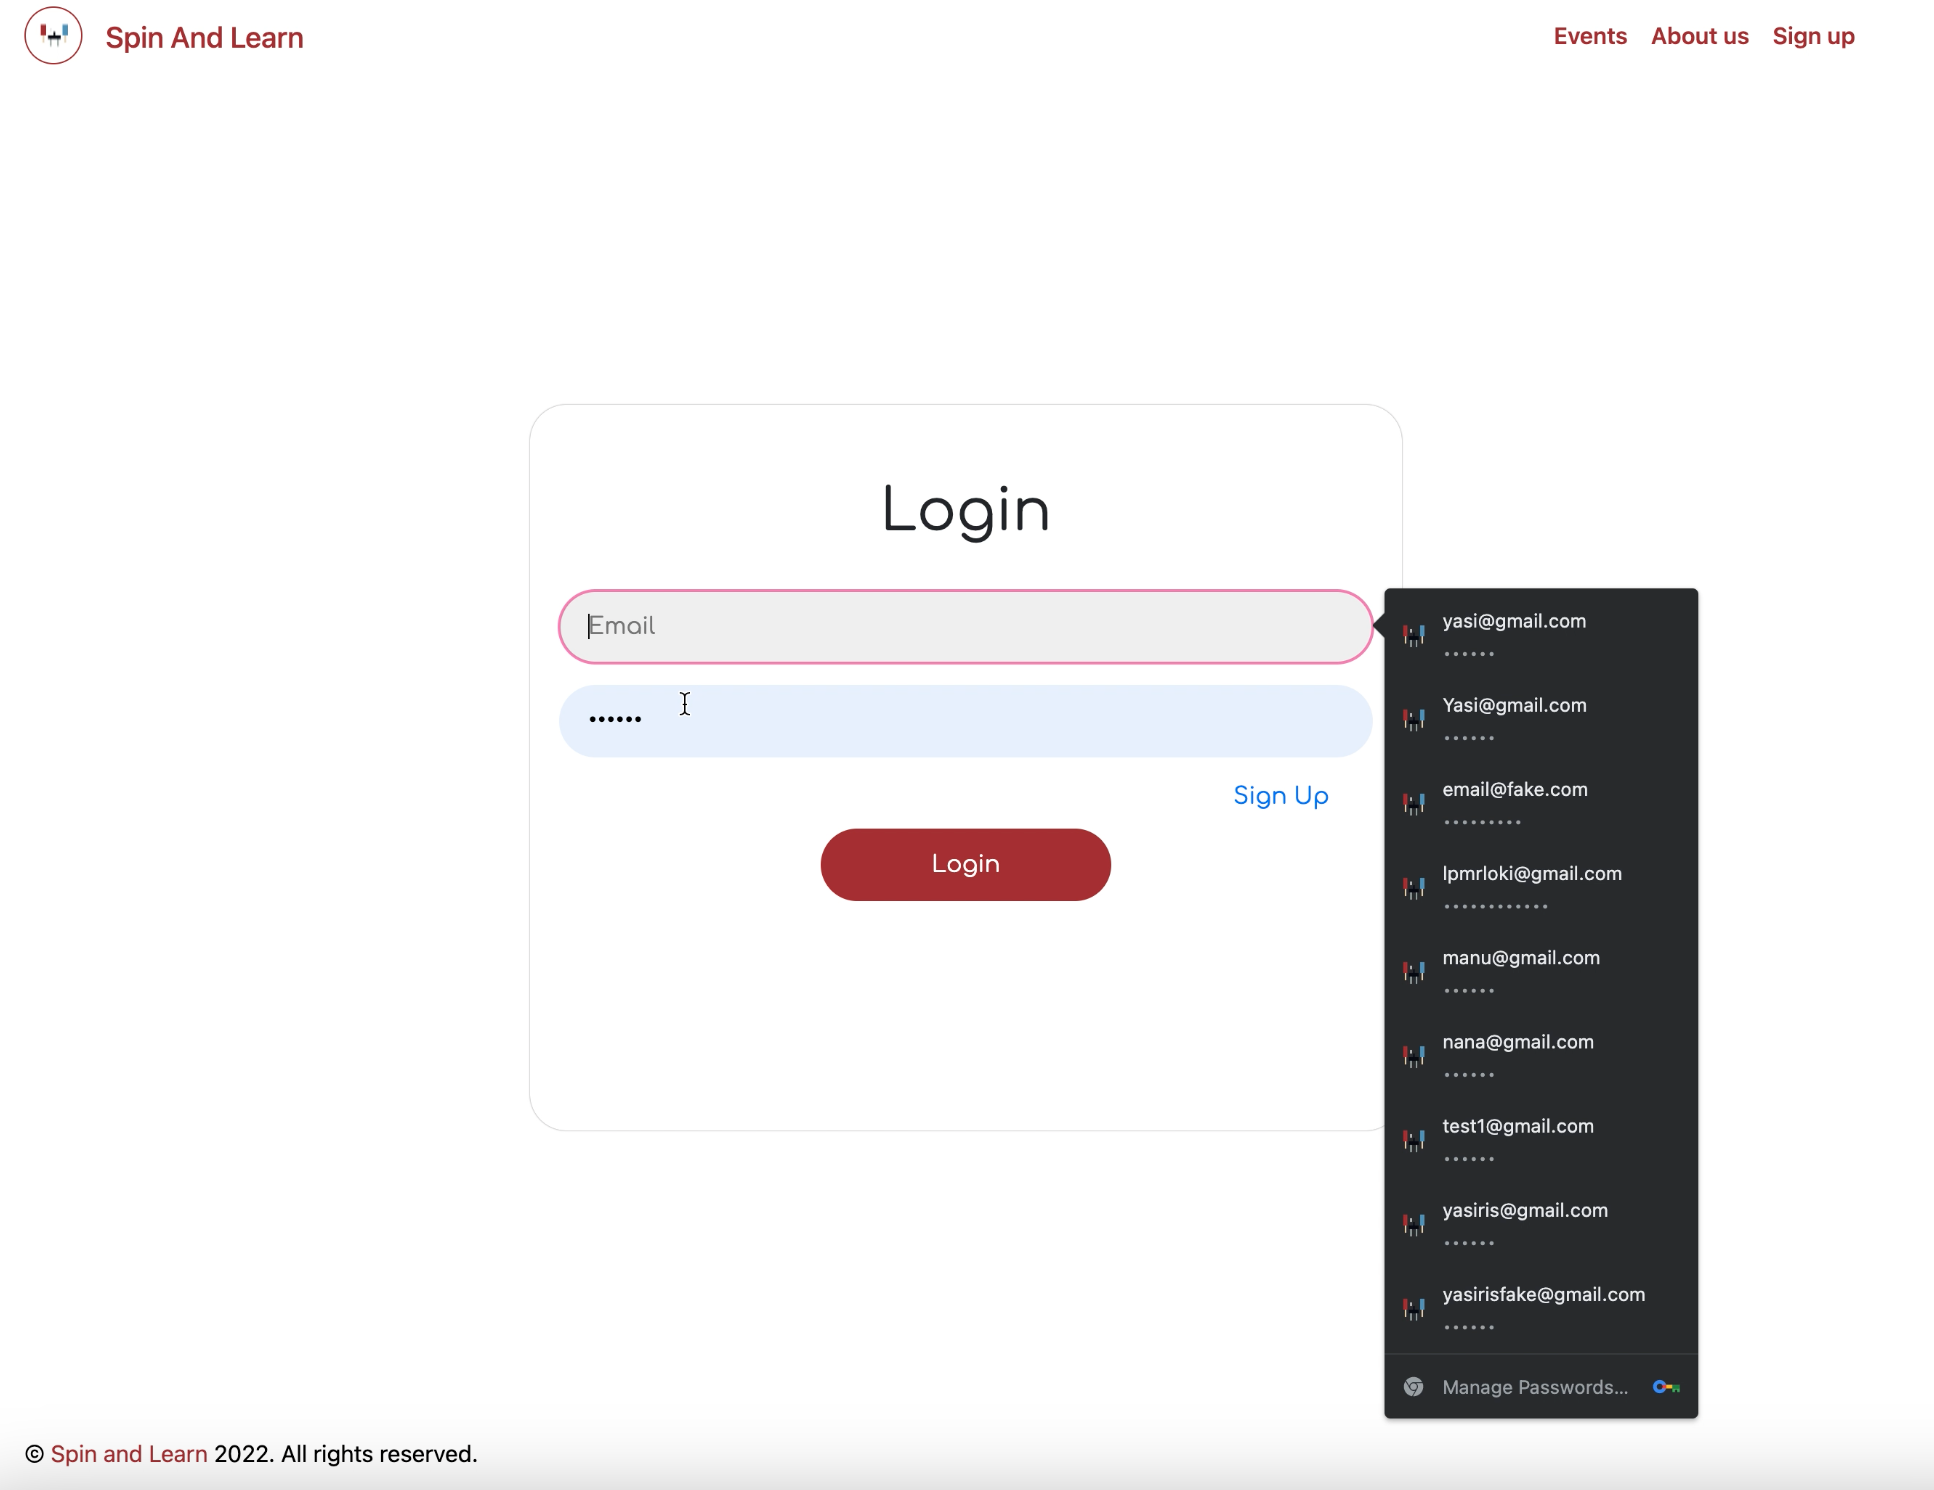 Spin And Learn
Events About us Sign up
Login
Email
••••••
Sign Up
Login
yasi@gmail.com
••••••
Yasi@gmail.com
••••••
email@fake.com
•••••••••
lpmrloki@gmail.com
••••••••••••
manu@gmail.com
••••••
nana@gmail.com
••••••
test1@gmail.com
••••••
yasiris@gmail.com
••••••
yasirisfake@gmail.com
••••••
Manage Passwords...
© Spin and Learn 2022. All rights reserved.